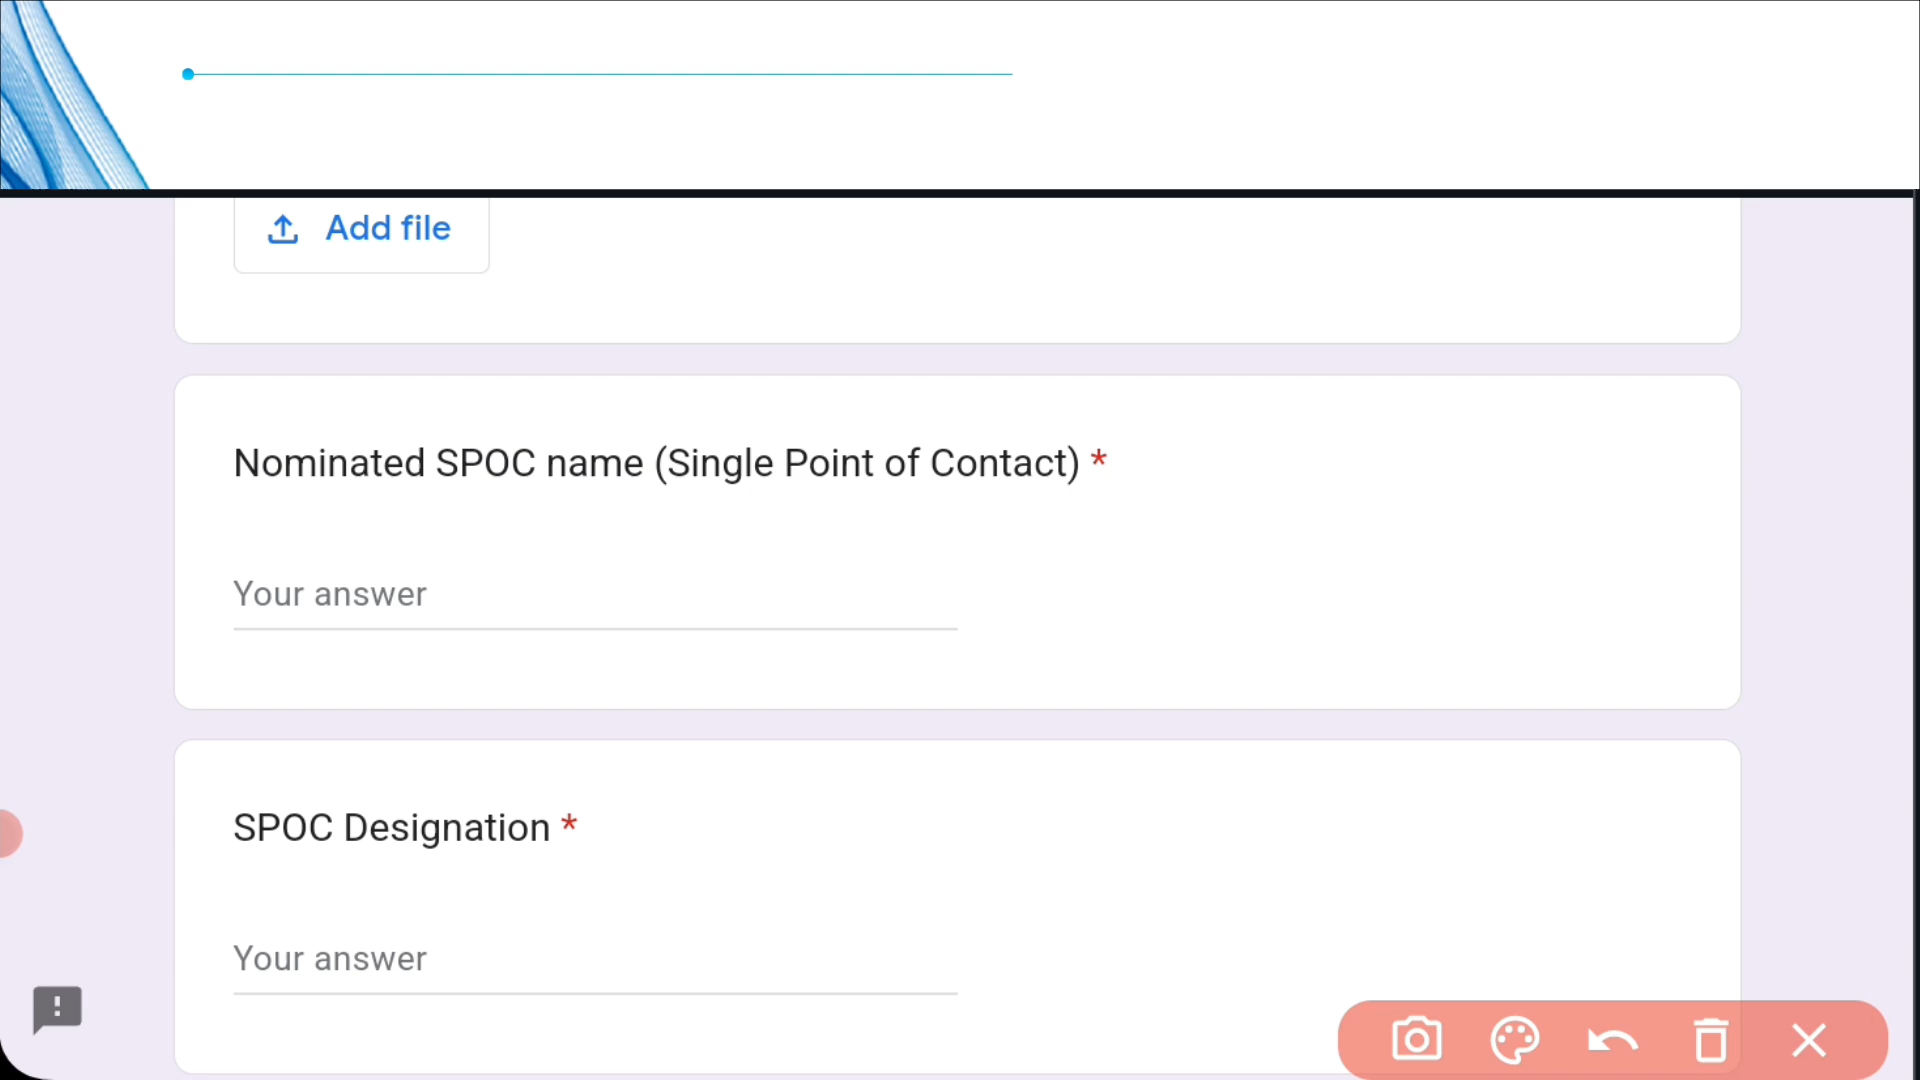 Add file
Nominated SPOC name (Single Point of Contact) *
Your answer
SPOC Designation *
Your answer